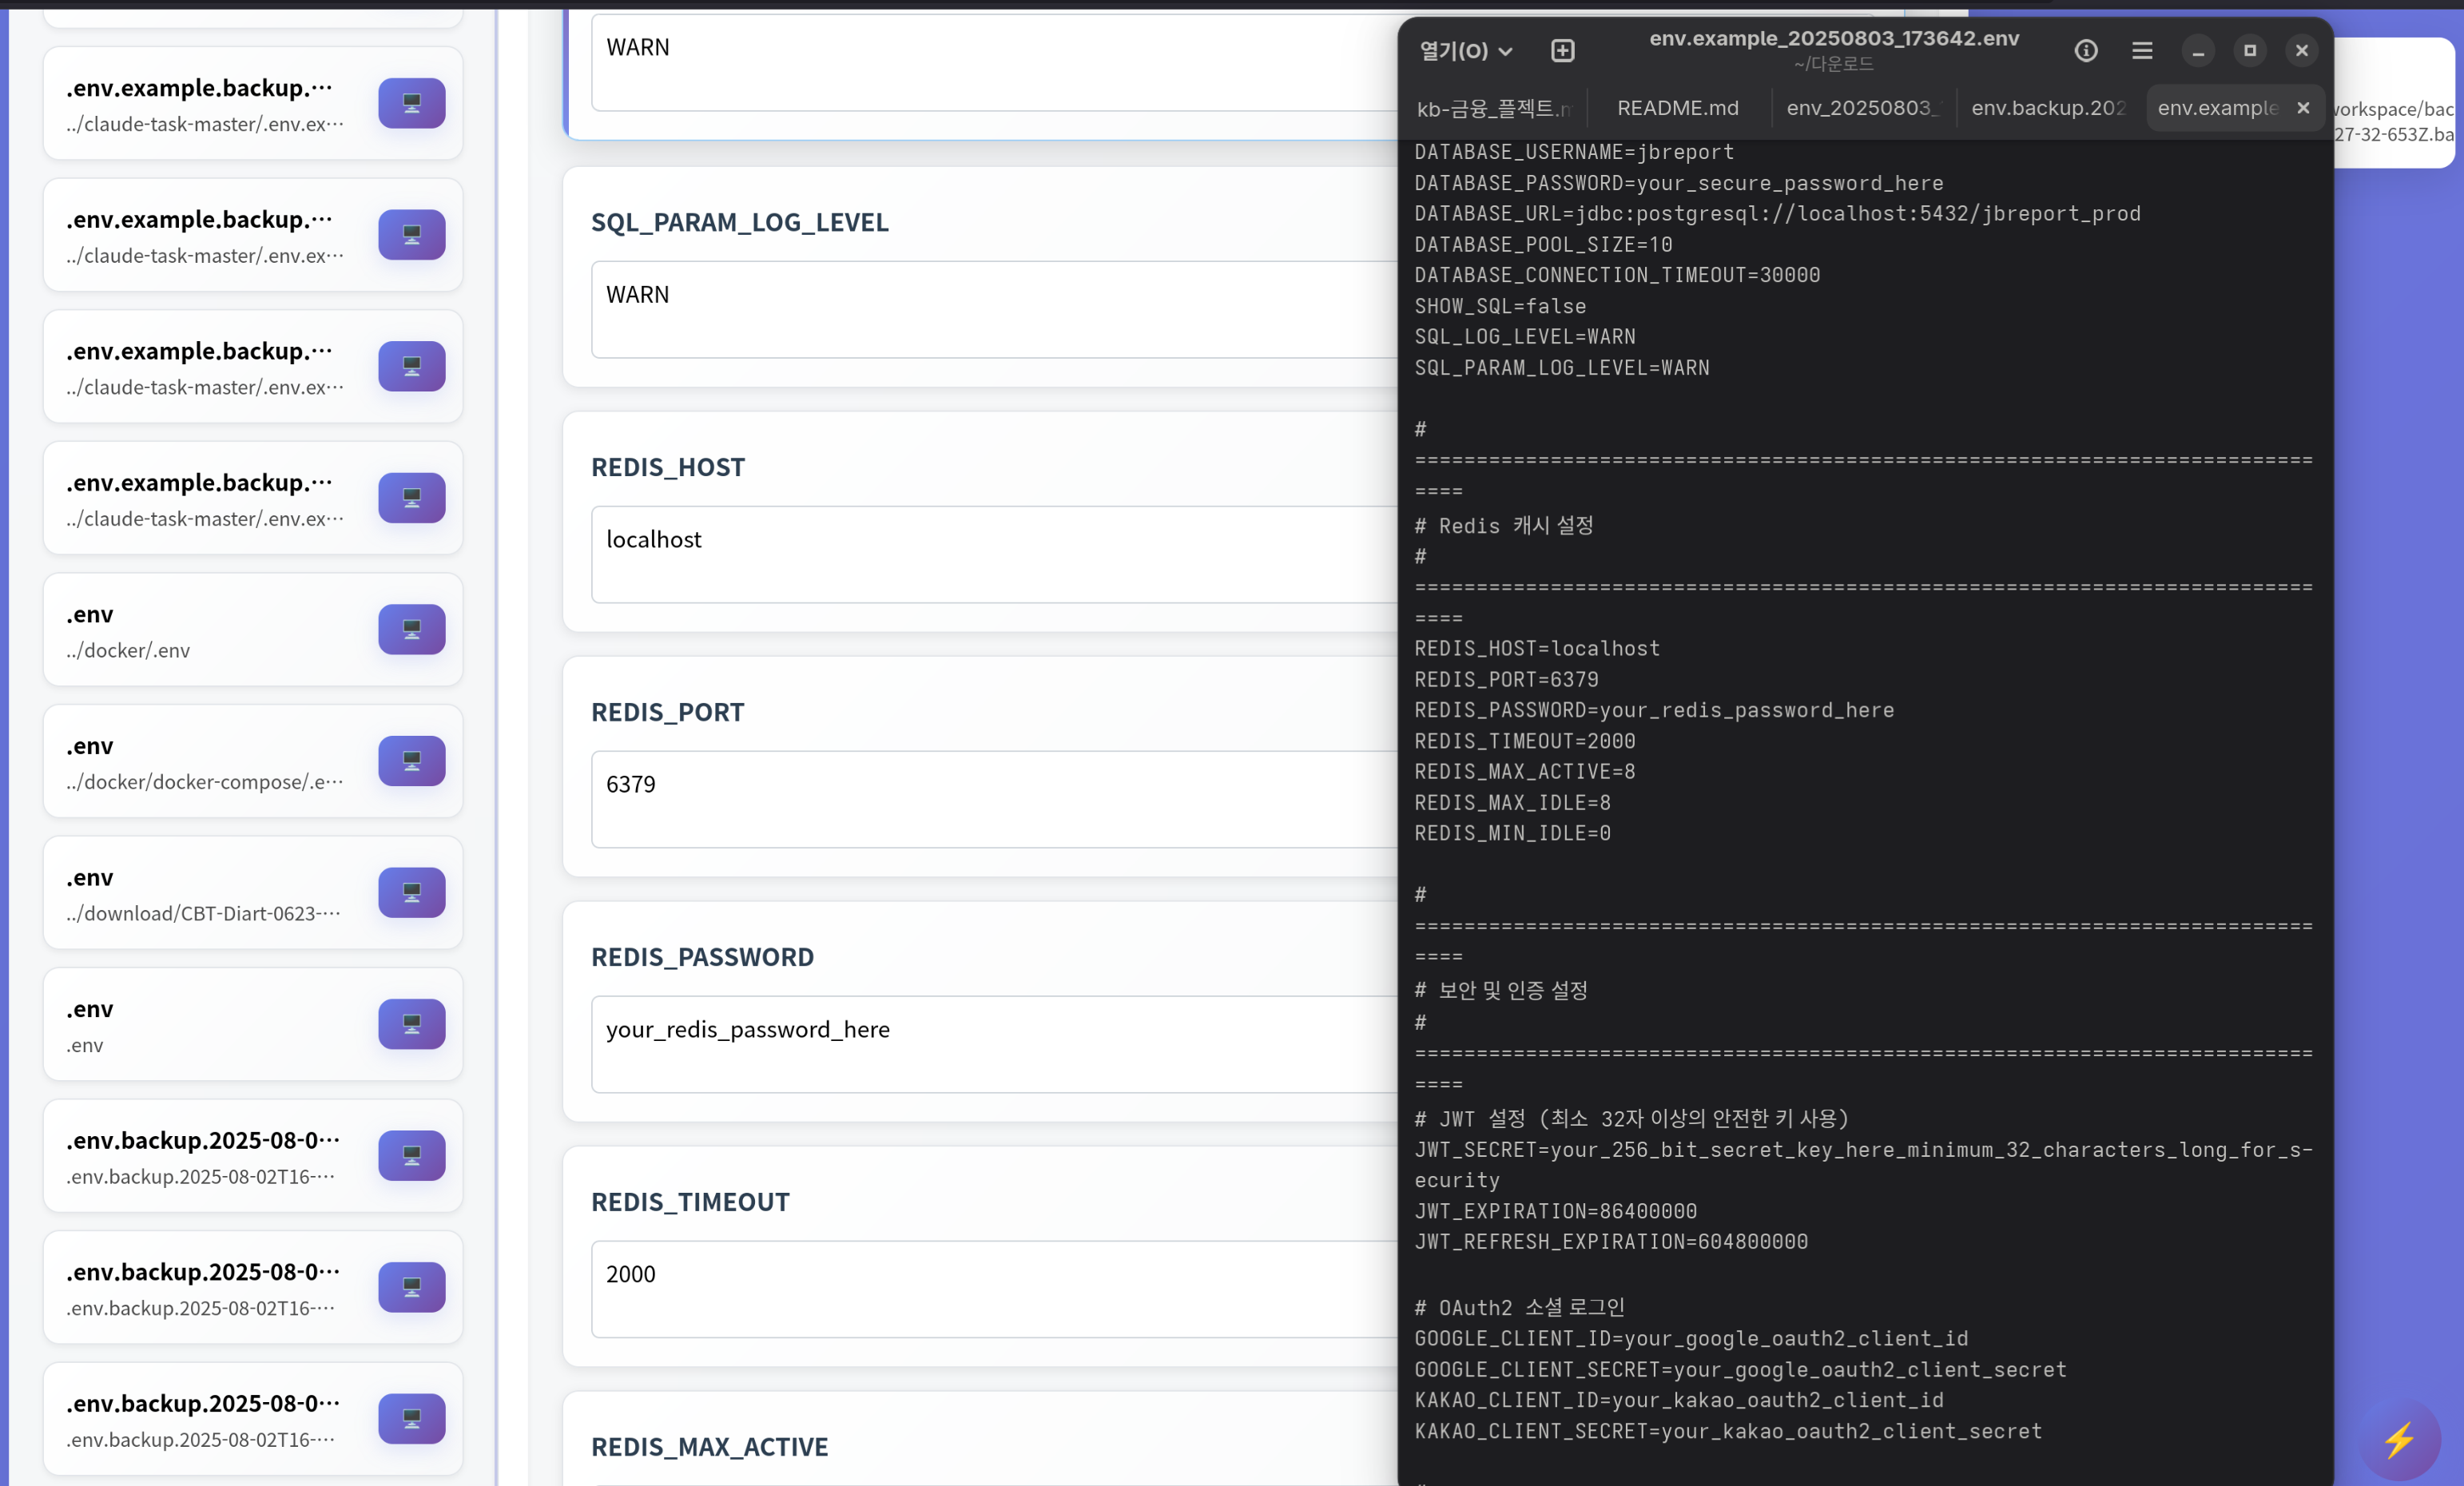 .env.example.backup.···
../claude-task-master/.env.ex···
.env.example.backup.···
../claude-task-master/.env.ex···
.env.example.backup.···
../claude-task-master/.env.ex···
.env.example.backup.···
../claude-task-master/.env.ex···
.env
../docker/.env
.env
../docker/docker-compose/.e···
.env
../download/CBT-Diart-0623-···
.env
.env
.env.backup.2025-08-0···
.env.backup.2025-08-02T16-···
.env.backup.2025-08-0···
.env.backup.2025-08-02T16-···
.env.backup.2025-08-0···
.env.backup.2025-08-02T16-···
WARN
SQL_PARAM_LOG_LEVEL
WARN
REDIS_HOST
localhost
REDIS_PORT
6379
REDIS_PASSWORD
your_redis_password_here
REDIS_TIMEOUT
2000
REDIS_MAX_ACTIVE
열기(O)
env.example_20250803_173642.env
~/다운로드
kb-금융_플젝트.m
README.md
env_20250803_
env.backup.202
env.example
DATABASE_USERNAME=jbreport
DATABASE_PASSWORD=your_secure_password_here
DATABASE_URL=jdbc:postgresql://localhost:5432/jbreport_prod
DATABASE_POOL_SIZE=10
DATABASE_CONNECTION_TIMEOUT=30000
SHOW_SQL=false
SQL_LOG_LEVEL=WARN
SQL_PARAM_LOG_LEVEL=WARN
#
=========================================================================
====
# Redis 캐시 설정
#
=========================================================================
====
REDIS_HOST=localhost
REDIS_PORT=6379
REDIS_PASSWORD=your_redis_password_here
REDIS_TIMEOUT=2000
REDIS_MAX_ACTIVE=8
REDIS_MAX_IDLE=8
REDIS_MIN_IDLE=0
#
=========================================================================
====
# 보안 및 인증 설정
#
=========================================================================
====
# JWT 설정 (최소 32자 이상의 안전한 키 사용)
JWT_SECRET=your_256_bit_secret_key_here_minimum_32_characters_long_for_s-
ecurity
JWT_EXPIRATION=86400000
JWT_REFRESH_EXPIRATION=604800000
# OAuth2 소셜 로그인
GOOGLE_CLIENT_ID=your_google_oauth2_client_id
GOOGLE_CLIENT_SECRET=your_google_oauth2_client_secret
KAKAO_CLIENT_ID=your_kakao_oauth2_client_id
KAKAO_CLIENT_SECRET=your_kakao_oauth2_client_secret
workspace/bac
27-32-653Z.ba